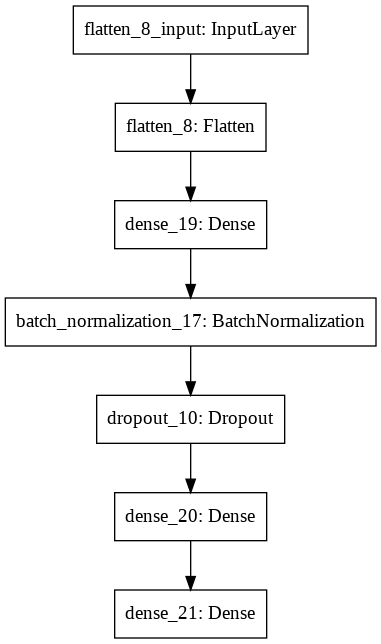 flatten_8_input: InputLayer
flatten_8: Flatten
dense_19: Dense
batch_normalization_17: BatchNormalization
dropout_10: Dropout
dense_20: Dense
dense_21: Dense